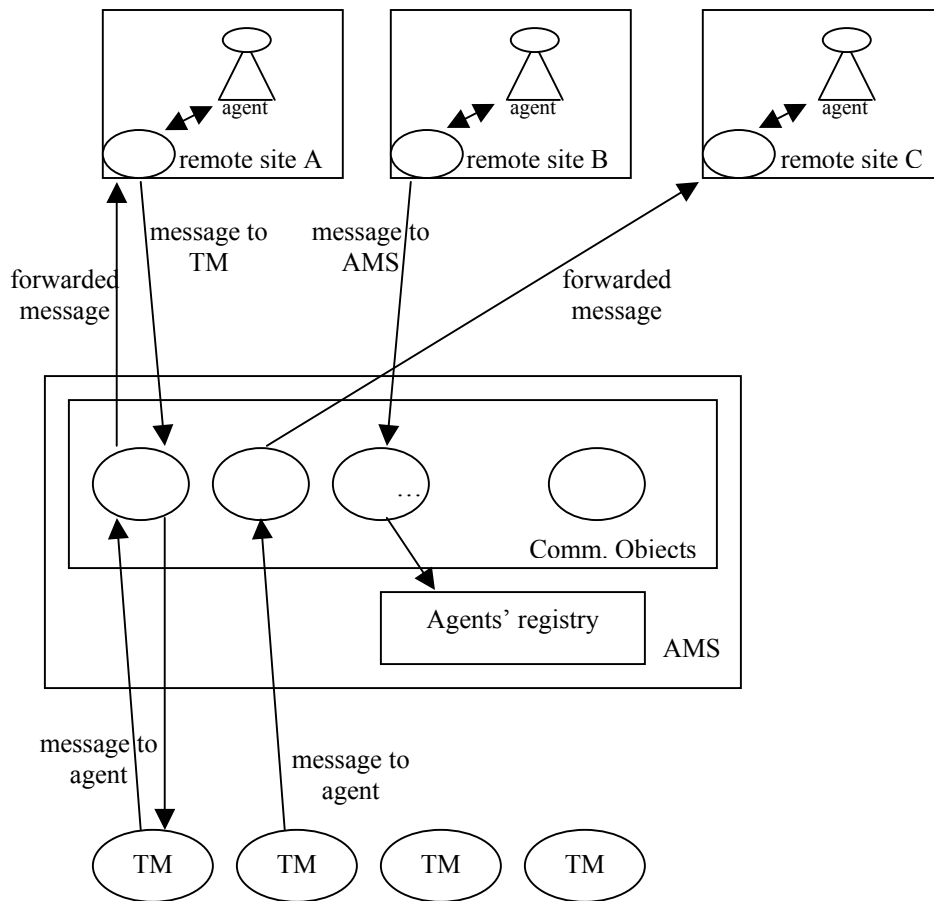 agent
agent
agent
remote site A
remote site B
remote site C
message to
TM
message to
AMS
forwarded
message
forwarded
message
…
Comm. Objects
Agents’ registry
AMS
message to
agent
message to
agent
TM
TM
TM
TM